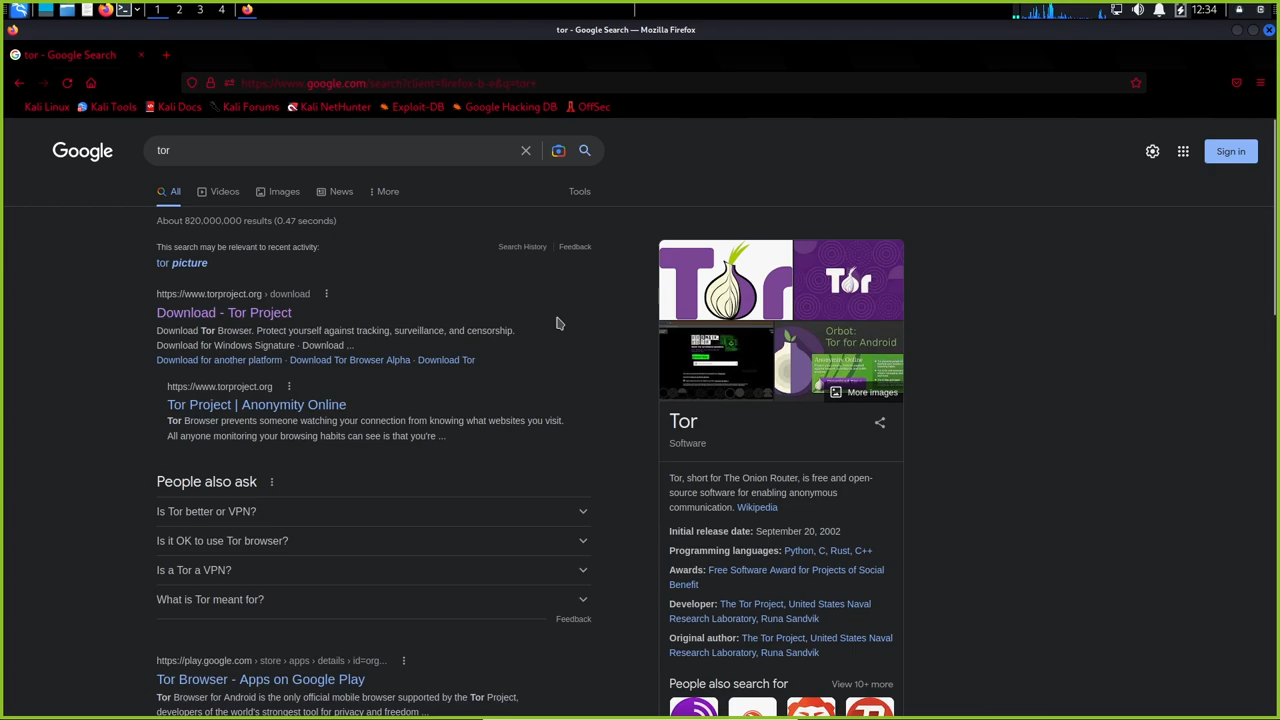 1 2 3 4
12:34
tor - Google Search — Mozilla Firefox
tor - Google Search
https://www.google.com/search?client=firefox-b-e&q=tor+
Kali Linux Kali Tools Kali Docs Kali Forums Kali NetHunter Exploit-DB Google Hacking DB OffSec
Google
tor
Sign in
All Videos Images News More Tools
About 820,000,000 results (0.47 seconds)
This search may be relevant to recent activity:
Search History Feedback
tor picture
https://www.torproject.org › download
Download - Tor Project
Download Tor Browser. Protect yourself against tracking, surveillance, and censorship.
Download for Windows Signature · Download ...
Download for another platform · Download Tor Browser Alpha · Download Tor
https://www.torproject.org
Tor Project | Anonymity Online
Tor Browser prevents someone watching your connection from knowing what websites you visit.
All anyone monitoring your browsing habits can see is that you're ...
People also ask
Is Tor better or VPN?
Is it OK to use Tor browser?
Is a Tor a VPN?
What is Tor meant for?
Feedback
https://play.google.com › store › apps › details › id=org...
Tor Browser - Apps on Google Play
Tor Browser for Android is the only official mobile browser supported by the Tor Project,
developers of the world's strongest tool for privacy and freedom ...
Tor
Tor
Orbot:
Tor for Android
Anonymity Online
More images
Tor
Software
Tor, short for The Onion Router, is free and open-
source software for enabling anonymous
communication. Wikipedia
Initial release date: September 20, 2002
Programming languages: Python, C, Rust, C++
Awards: Free Software Award for Projects of Social
Benefit
Developer: The Tor Project, United States Naval
Research Laboratory, Runa Sandvik
Original author: The Tor Project, United States Naval
Research Laboratory, Runa Sandvik
People also search for
View 10+ more